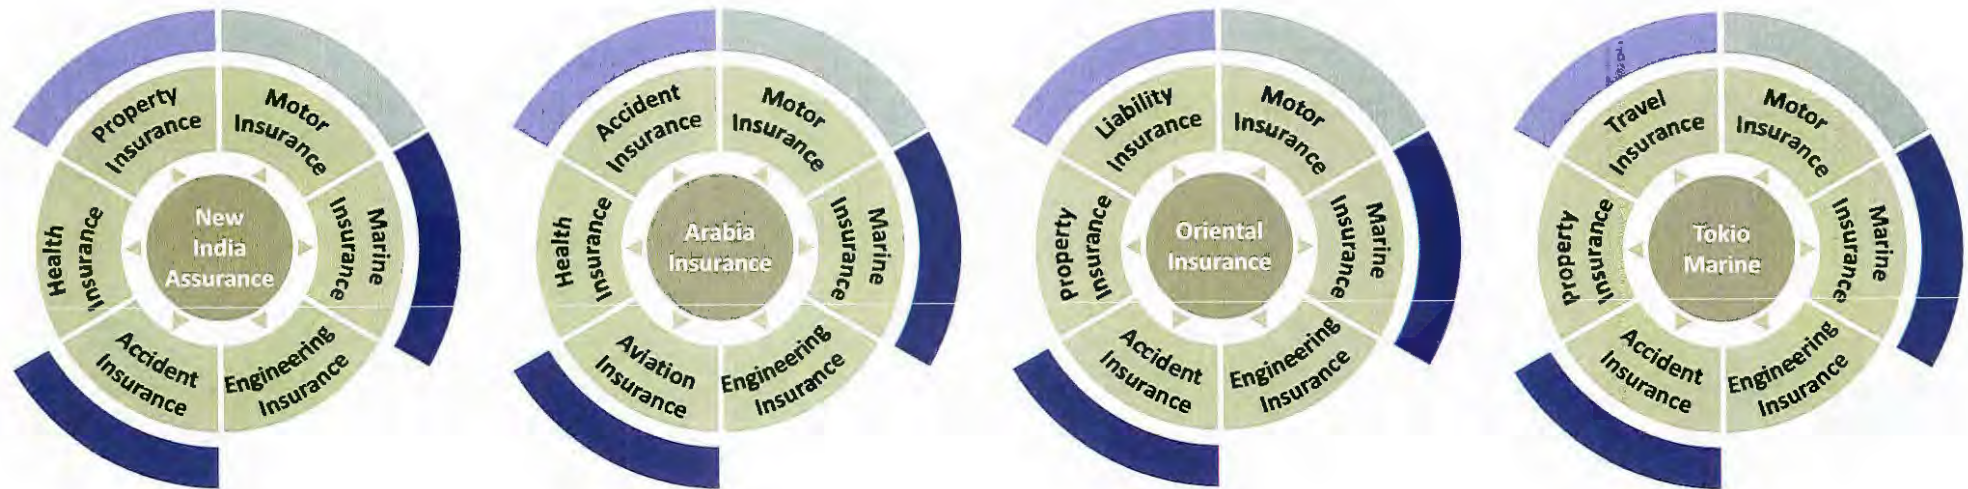 Property
Insurance
Motor
Insurance
Marine
Insurance
Engineering
Insurance
Accident
Insurance
Health
Insurance
New
India
Assurance
Accident
Insurance
Motor
Insurance
Marine
Insurance
Engineering
Insurance
Aviation
Insurance
Health
Insurance
Arabia
Insurance
Liability
Insurance
Motor
Insurance
Marine
Insurance
Engineering
Insurance
Accident
Insurance
Property
Insurance
Oriental
Insurance
Travel
Insurance
Motor
Insurance
Marine
Insurance
Engineering
Insurance
Accident
Insurance
Property
Insurance
Tokio
Marine